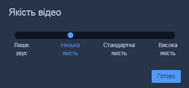 Якість відео
Лише звук
Низька якість
Стандартна якість
Висока якість
Готово